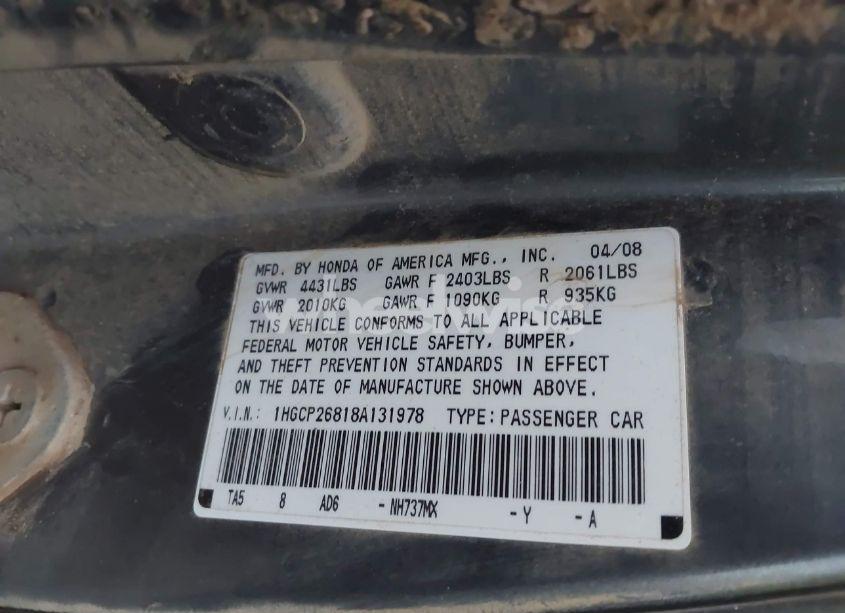 MFD. BY HONDA OF AMERICA MFG., INC. 04/08
GVWR 4431LBS GAWR F 2403LBS R 2061LBS
GVWR 2010KG GAWR F 1090KG R 935KG
THIS VEHICLE CONFORMS TO ALL APPLICABLE
FEDERAL MOTOR VEHICLE SAFETY, BUMPER,
AND THEFT PREVENTION STANDARDS IN EFFECT
ON THE DATE OF MANUFACTURE SHOWN ABOVE.
V.I.N.: 1HGCP26818A131978 TYPE: PASSENGER CAR
TA5 8 AD6 - NH737MX - Y - A